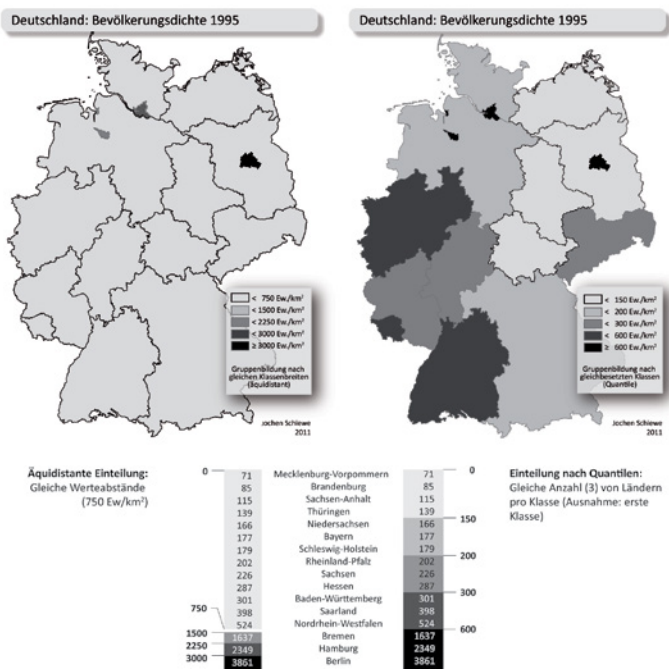 Deutschland: Bevölkerungsdichte 1995
< 750 Ew./km²
< 1500 Ew./km²
< 2250 Ew./km²
< 3000 Ew./km²
≥ 3000 Ew./km²
Gruppenbildung nach
gleichen Klassenbreiten
(äquidistant)
Jochen Schiewe
2011
Deutschland: Bevölkerungsdichte 1995
< 150 Ew./km²
< 200 Ew./km²
< 300 Ew./km²
< 600 Ew./km²
≥ 600 Ew./km²
Gruppenbildung nach
gleichbesetzten Klassen
(Quantile)
Jochen Schiewe
2011
Äquidistante Einteilung:
Gleiche Werteabstände
(750 Ew/km²)
0
750
1500
2250
3000
71 Mecklenburg-Vorpommern 71
85 Brandenburg 85
115 Sachsen-Anhalt 115
139 Thüringen 139
166 Niedersachsen 166
177 Bayern 177
179 Schleswig-Holstein 179
202 Rheinland-Pfalz 202
226 Sachsen 226
287 Hessen 287
301 Baden-Württemberg 301
398 Saarland 398
524 Nordrhein-Westfalen 524
1637 Bremen 1637
2349 Hamburg 2349
3861 Berlin 3861
0
150
200
300
600
Einteilung nach Quantilen:
Gleiche Anzahl (3) von Ländern
pro Klasse (Ausnahme: erste
Klasse)